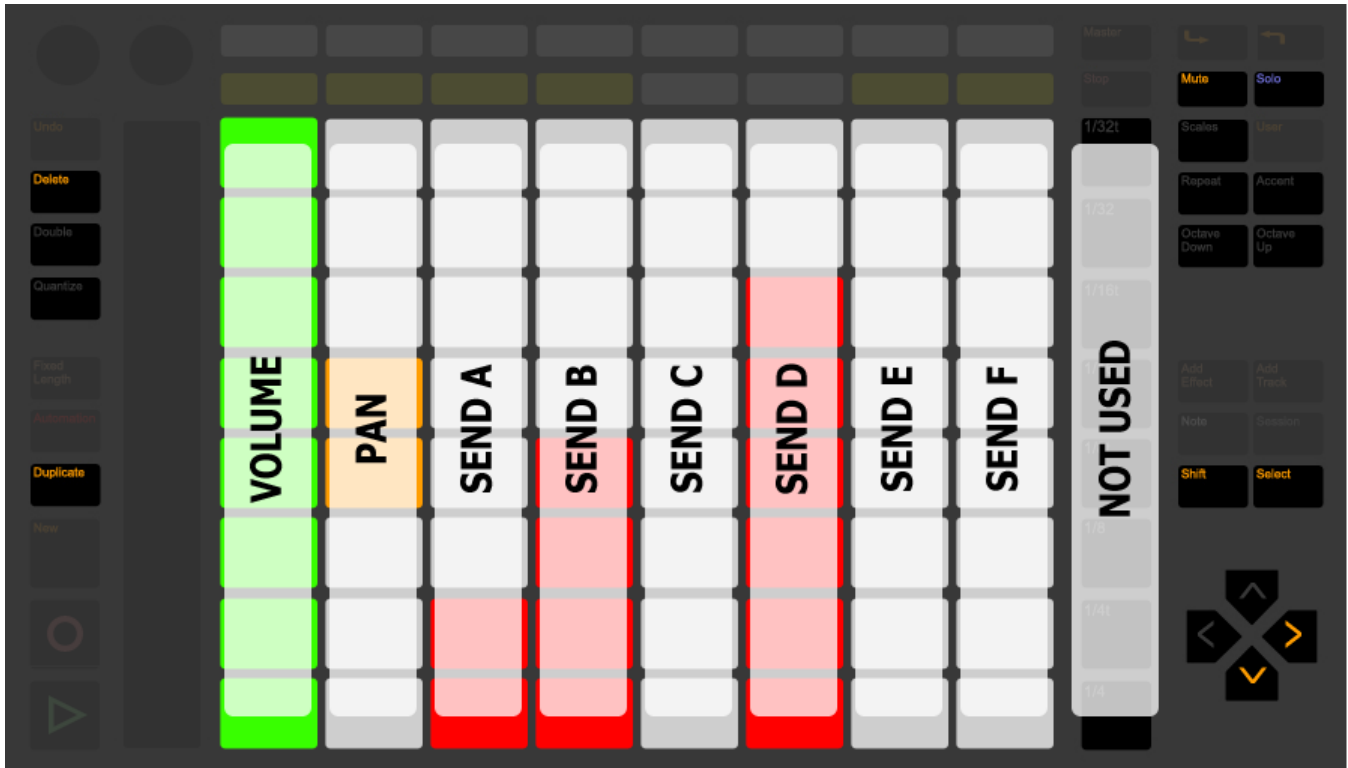 Master
Stop
Mute
Solo
Undo
1/32t
Scales
User
Delete
Repeat
Accent
1/32
Double
Octave
Down
Octave
Up
Quantize
1/16t
VOLUME
PAN
SEND A
SEND B
SEND C
SEND D
SEND E
SEND F
NOT USED
Fixed
Length
Add
Effect
Add
Track
Automation
Note
Session
Duplicate
Shift
Select
New
1/8
1/4t
1/4